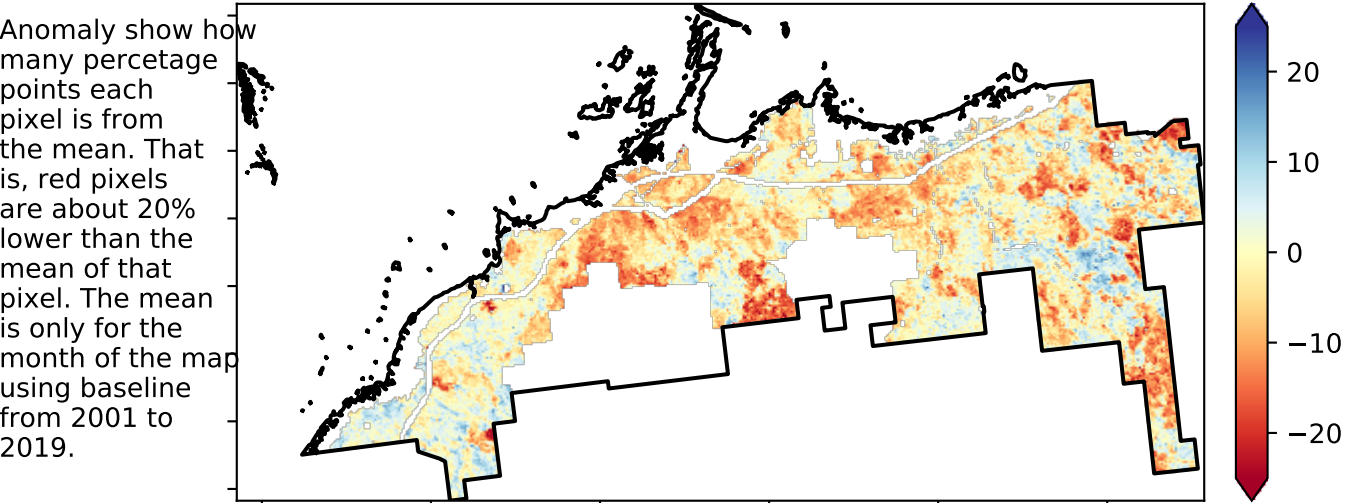 Anomaly show how
many percetage
points each
pixel is from
the mean. That
is, red pixels
are about 20%
lower than the
mean of that
pixel. The mean
is only for the
month of the map
using baseline
from 2001 to
2019.
20
10
0
−10
−20